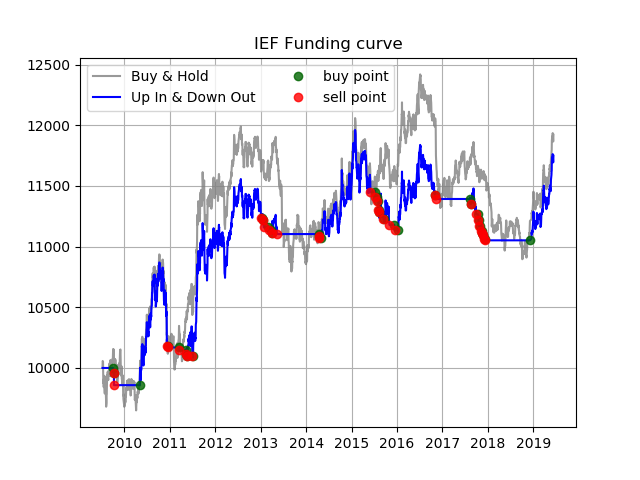 IEF Funding curve
12500
12000
11500
11000
10500
10000
Buy & Hold
Up In & Down Out
buy point
sell point
2010 2011 2012 2013 2014 2015 2016 2017 2018 2019